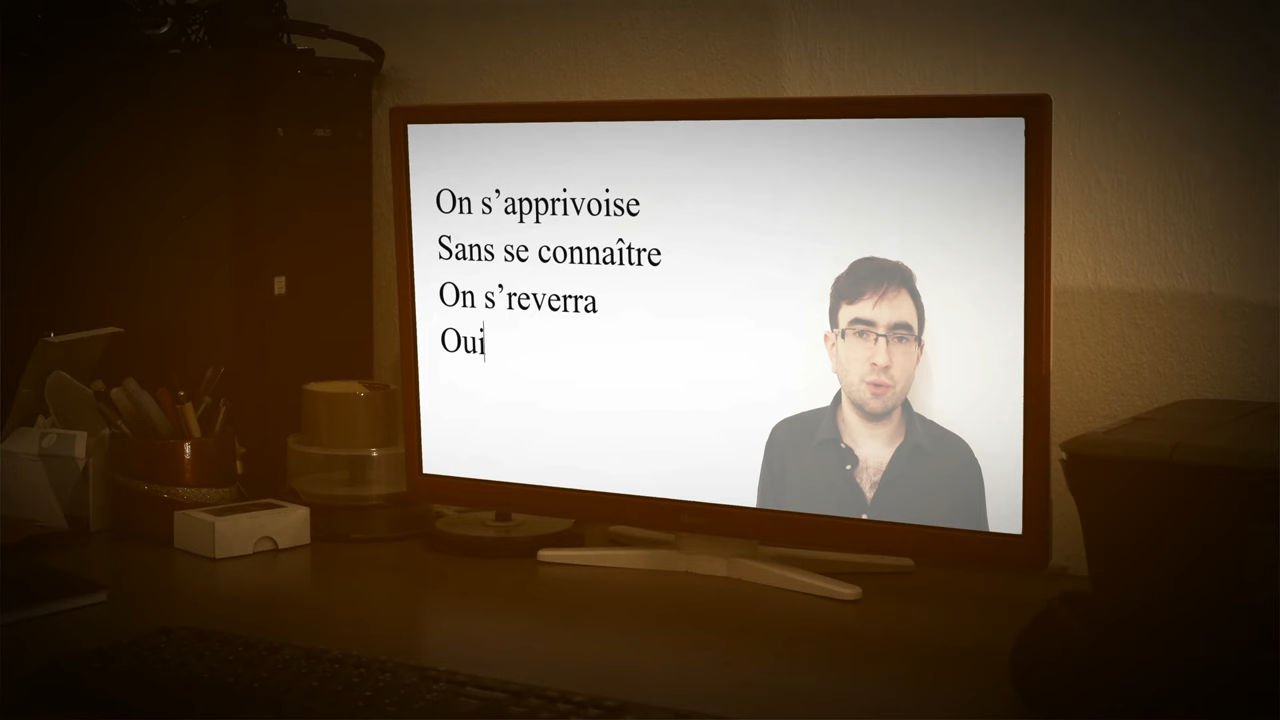 On s’apprivoise
Sans se connaître
On s’reverra
Oui